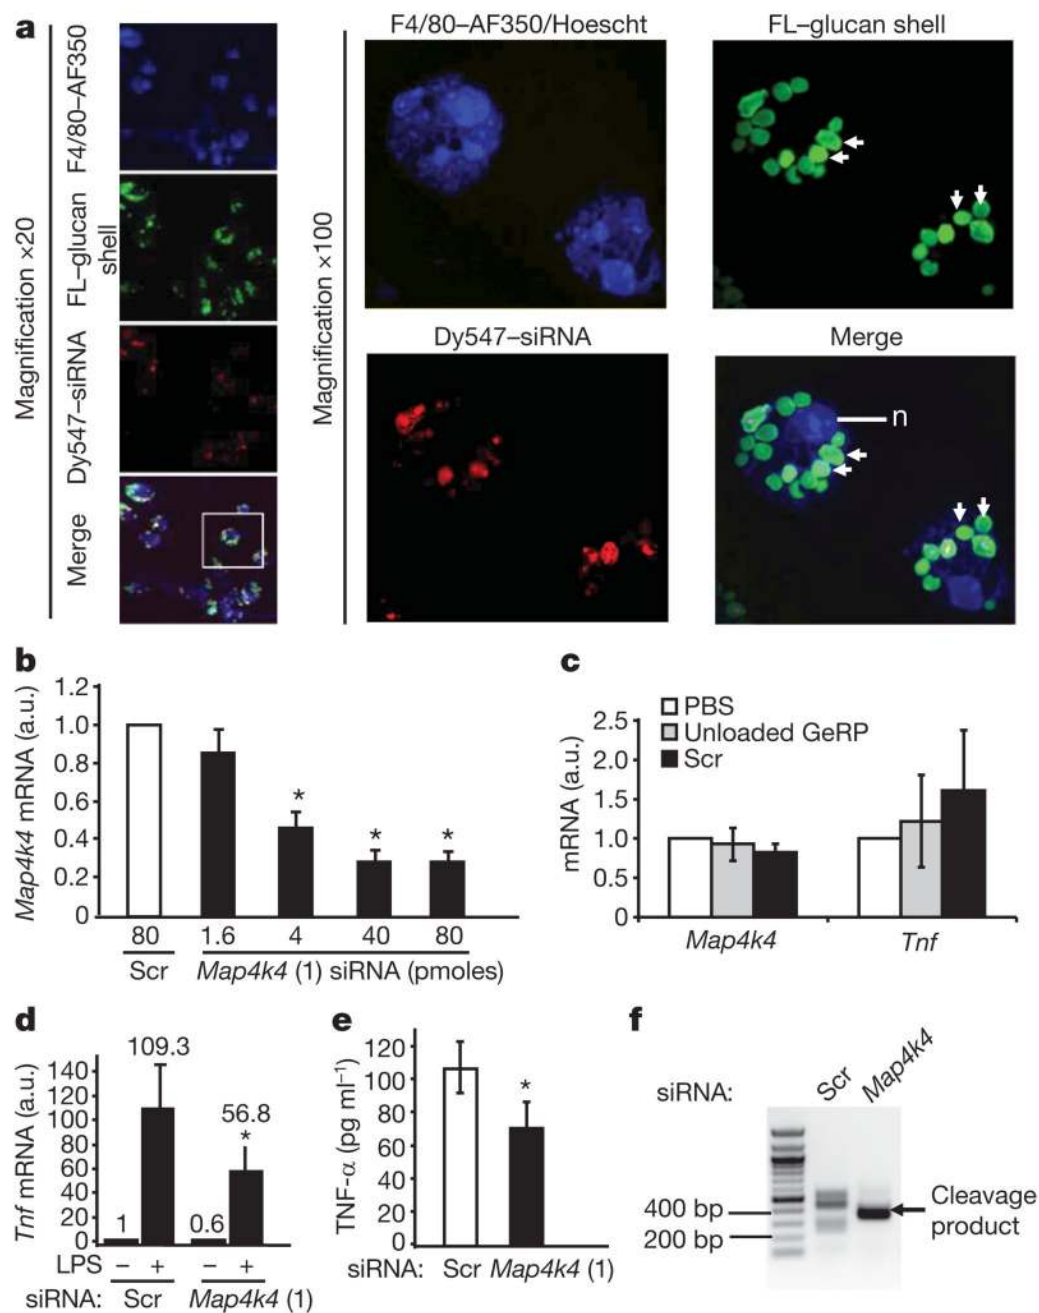 a
Magnification ×20
F4/80–AF350
FL–glucan shell
Dy547–siRNA
Merge
Magnification ×100
F4/80–AF350/Hoescht
FL–glucan shell
Dy547–siRNA
Merge
n
b
Map4k4 mRNA (a.u.)
1.2
1.0
0.8
0.6
0.4
0.2
0
* * *
80 1.6 4 40 80
Scr Map4k4 (1) siRNA (pmoles)
c
PBS
Unloaded GeRP
Scr
mRNA (a.u.)
2.5
2.0
1.5
1.0
0.5
0
Map4k4 Tnf
d
Tnf mRNA (a.u.)
140
120
100
80
60
40
20
0
109.3
56.8
*
1 0.6
LPS – + – +
siRNA: Scr Map4k4 (1)
e
TNF-α (pg ml⁻¹)
120
100
80
60
40
20
0
*
siRNA: Scr Map4k4 (1)
f
siRNA: Scr Map4k4
400 bp
200 bp
Cleavage
product